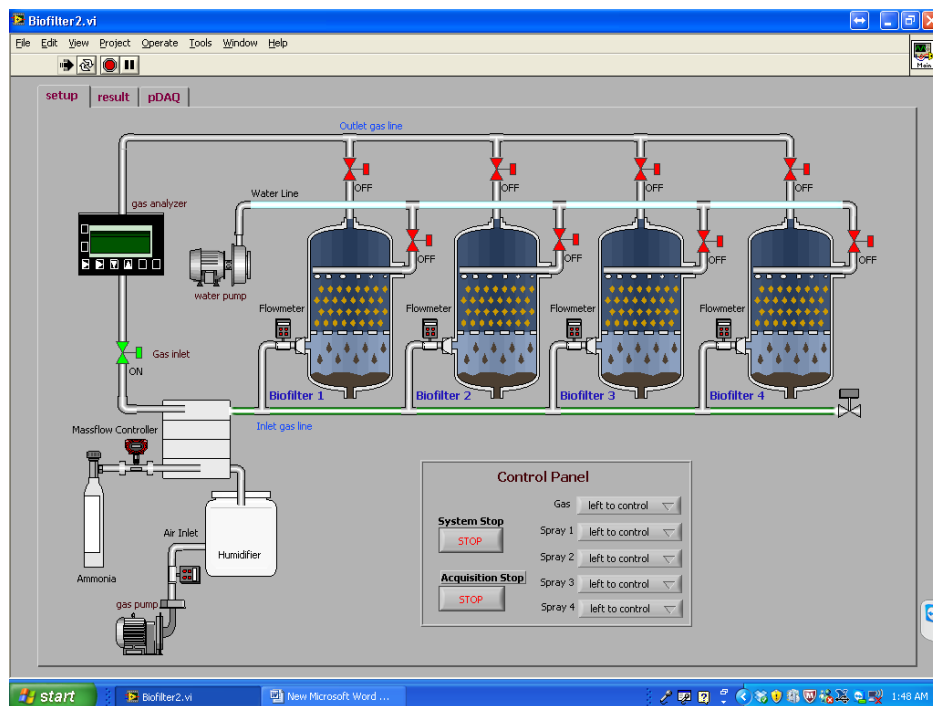 Biofilter2.vi
File Edit View Project Operate Tools Window Help
Main
setup result pDAQ
Outlet gas line
OFF OFF OFF OFF
Water Line
gas analyzer
OFF OFF OFF OFF
water pump
Flowmeter Flowmeter Flowmeter Flowmeter
Gas inlet
ON
Biofilter 1 Biofilter 2 Biofilter 3 Biofilter 4
Inlet gas line
Massflow Controller
Control Panel
Gas left to control
System Stop
STOP
Spray 1 left to control
Spray 2 left to control
Acquisition Stop
STOP
Spray 3 left to control
Spray 4 left to control
Air Inlet
Humidifier
Ammonia
gas pump
start Biofilter2.vi New Microsoft Word ... 1:48 AM